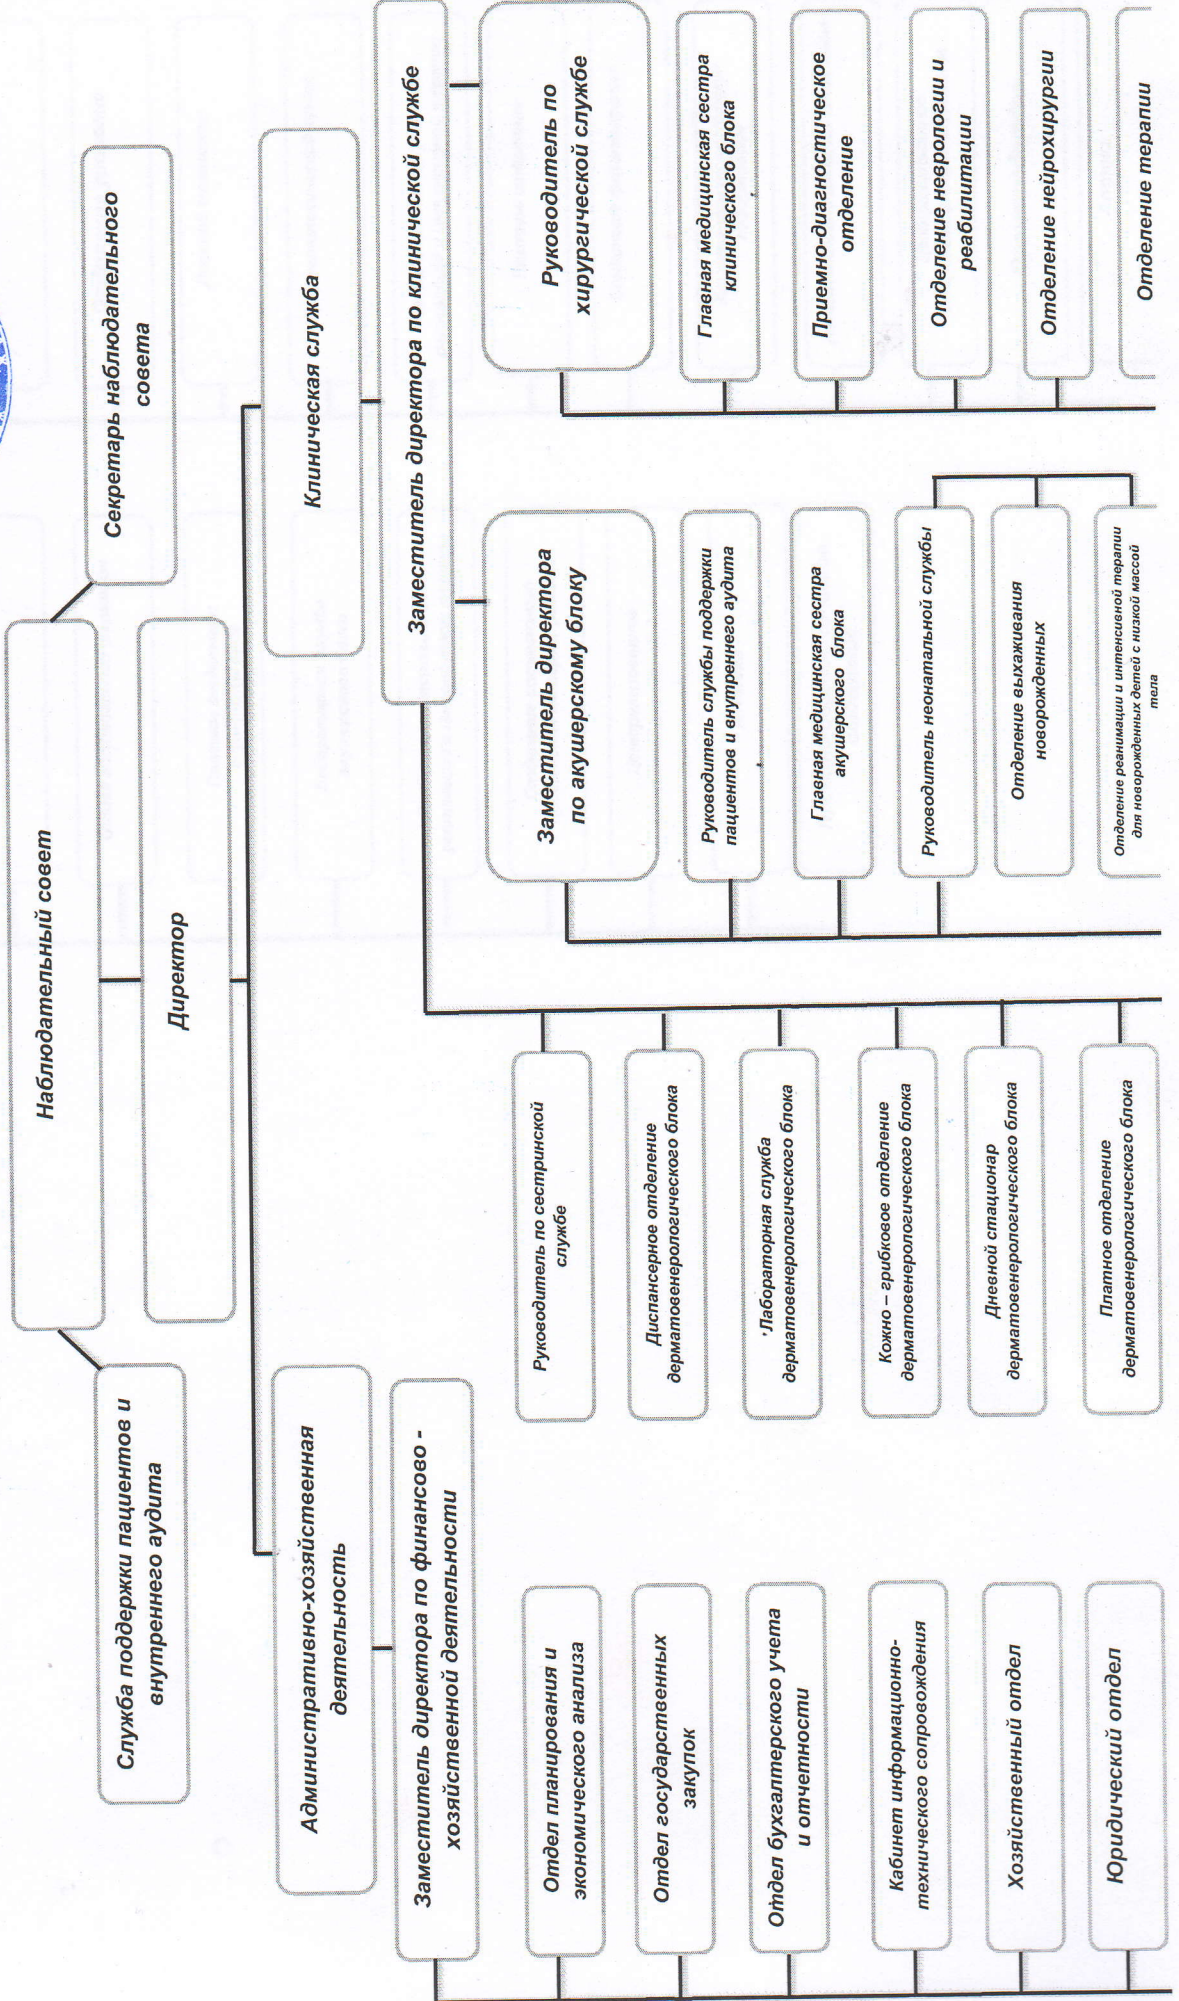 Наблюдательный совет
Секретарь наблюдательного
совета
Служба поддержки пациентов и
внутреннего аудита
Директор
Административно-хозяйственная
деятельность
Клиническая служба
Заместитель директора по финансово -
хозяйственной деятельности
Заместитель директора по клинической службе
Отдел планирования и
экономического анализа
Отдел государственных
закупок
Отдел бухгалтерского учета
и отчетности
Кабинет информационно-
технического сопровождения
Хозяйственный отдел
Юридический отдел
Руководитель по сестринской
службе
Диспансерное отделение
дерматовенерологического блока
Лабораторная служба
дерматовенерологического блока
Кожно – грибковое отделение
дерматовенерологического блока
Дневной стационар
дерматовенерологического блока
Платное отделение
дерматовенерологического блока
Заместитель директора
по акушерскому блоку
Руководитель службы поддержки
пациентов и внутреннего аудита
Главная медицинская сестра
акушерского блока
Руководитель неонатальной службы
Отделение выхаживания
новорожденных
Отделение реанимации и интенсивной терапии
для новорожденных детей с низкой массой
тела
Руководитель по
хирургической службе
Главная медицинская сестра
клинического блока
Приемно-диагностическое
отделение
Отделение неврологии и
реабилитации
Отделение нейрохирургии
Отделение терапии